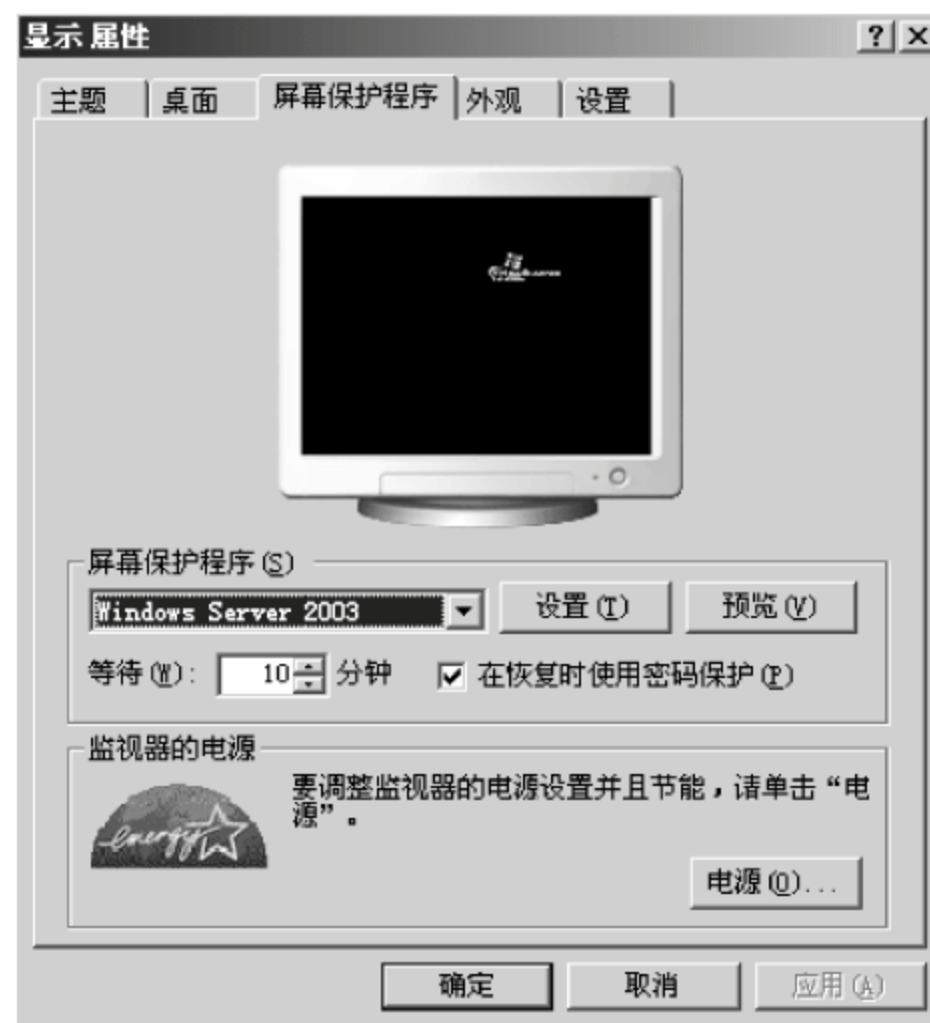 显示 属性
主题 桌面 屏幕保护程序 外观 设置
屏幕保护程序(S)
Windows Server 2003 设置(T) 预览(V)
等待(W): 10 分钟 在恢复时使用密码保护(P)
监视器的电源
energy
要调整监视器的电源设置并且节能，请单击“电
源”。
电源(O)...
确定 取消 应用(A)